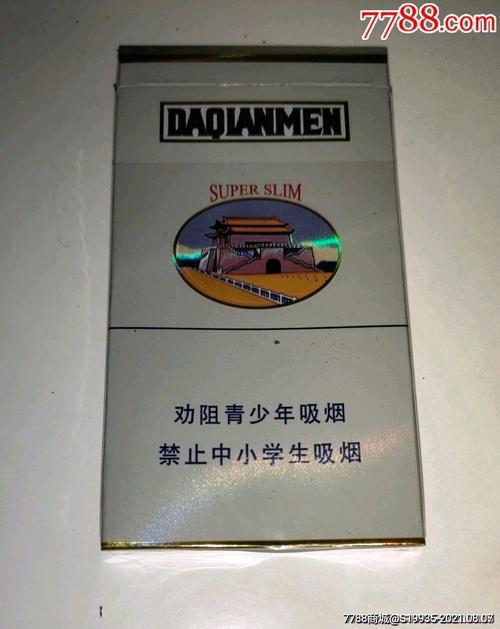 7788.com
DAQIANMEN
SUPER SLIM
劝阻青少年吸烟
禁止中小学生吸烟
7788商城@S19935-2021.08.07